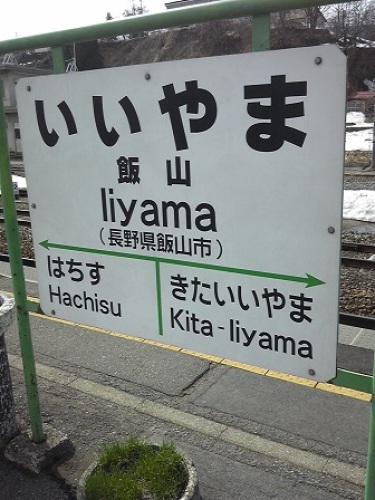 いいやま
飯山
Iiyama
(長野県飯山市)
はちす
Hachisu
きたいいやま
Kita-Iiyama